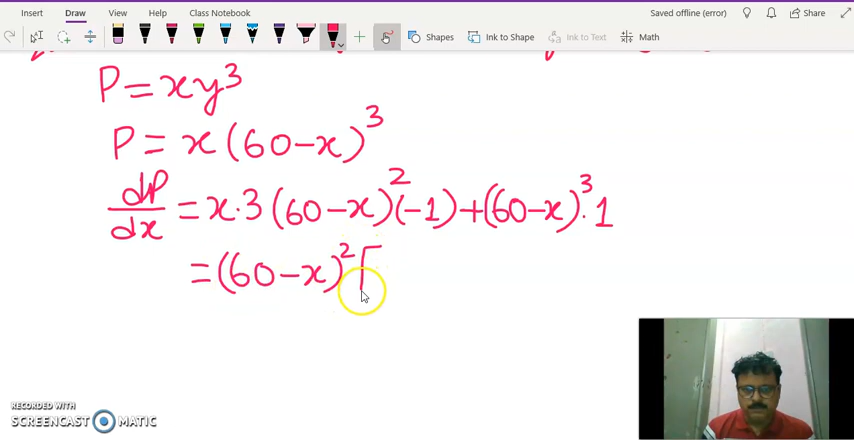 Insert Draw View Help Class Notebook Saved offline (error) Share
Shapes Ink to Shape Ink to Text Math
P = xy³
P = x(60-x)³
dP/dx = x·3(60-x)²(-1)+(60-x)³·1
= (60-x)² [
RECORDED WITH
SCREENCAST MATIC